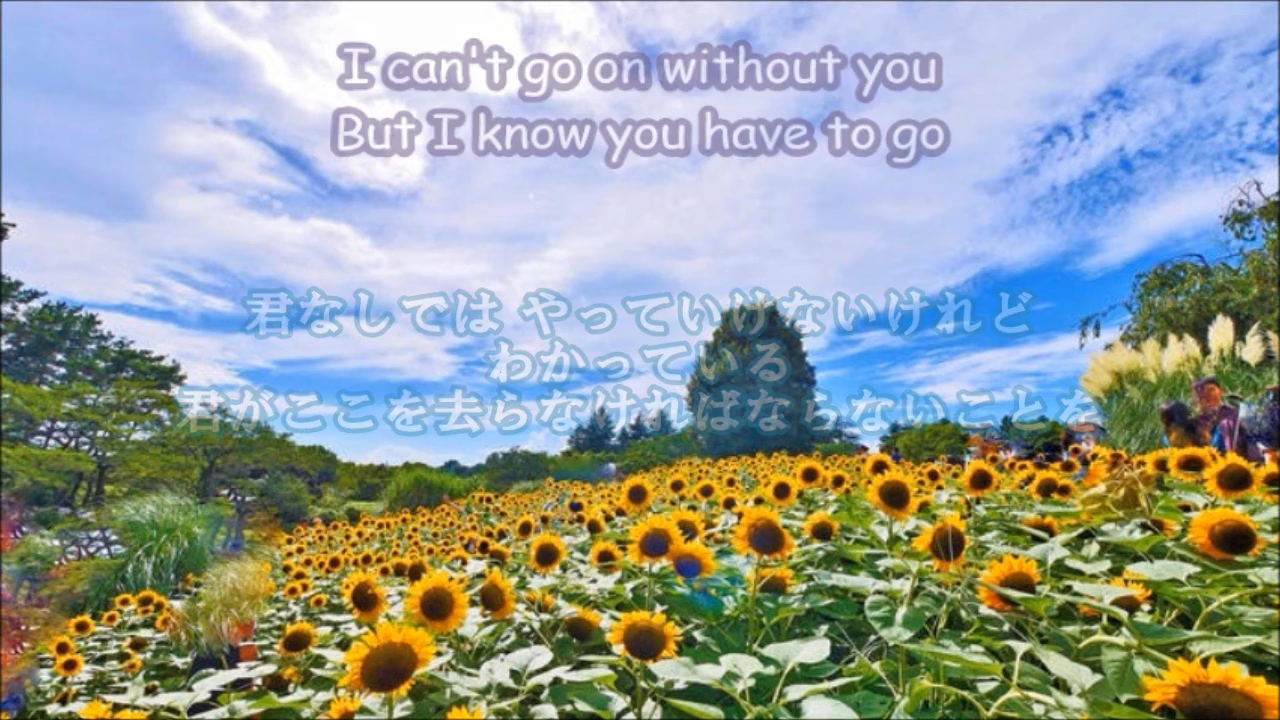 I can't go on without you
But I know you have to go
君なしでは やっていけないけれど
わかっている
君がここを去らなければならないことを